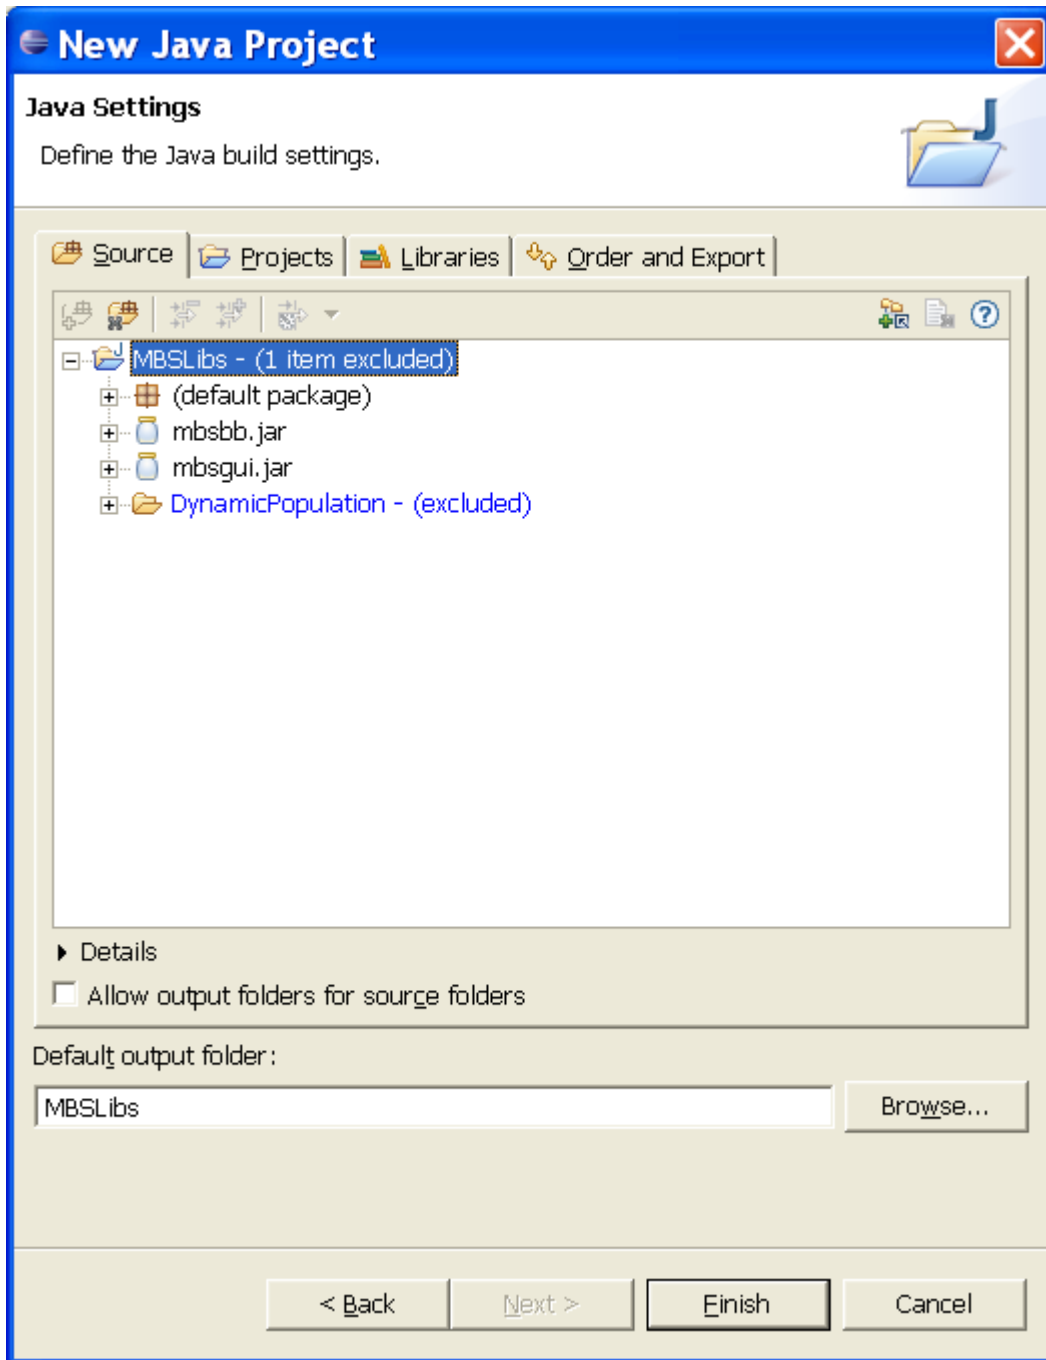 New Java Project
Java Settings
Define the Java build settings.
Source Projects Libraries Order and Export
MBSLibs - (1 item excluded)
(default package)
mbsbb.jar
mbsgui.jar
DynamicPopulation - (excluded)
Details
Allow output folders for source folders
Default output folder:
MBSLibs Browse...
< Back Next > Finish Cancel